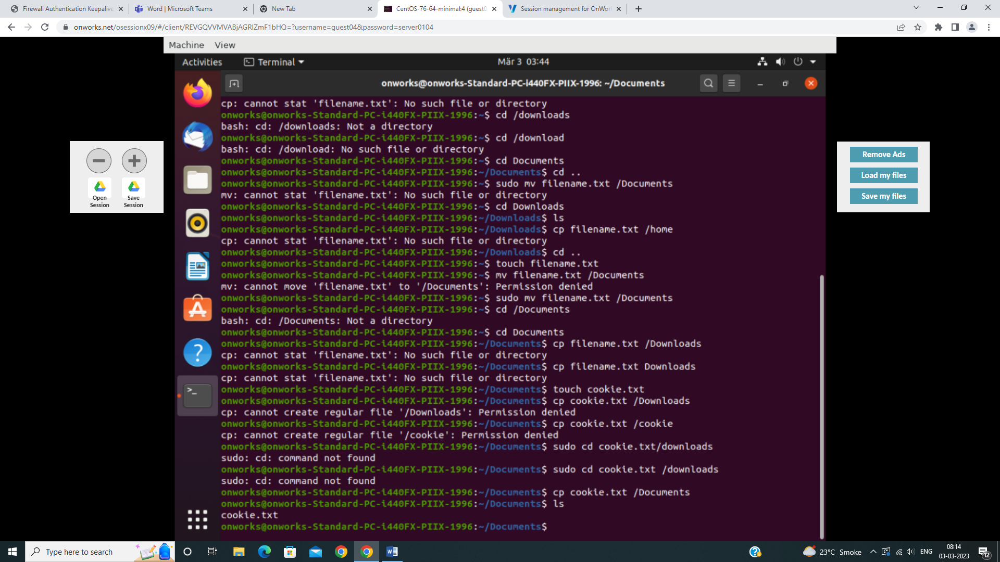 Firewall Authentication Keepalive
Word | Microsoft Teams
New Tab
CentOS-76-64-minimal:4 (guest0
Session management for OnWor
onworks.net/osessionx09/#/client/REVGQVVMVABjAGRlZmF1bHQ=?username=guest04&password=server0104
Machine View
Activities Terminal Mär 3 03:44
onworks@onworks-Standard-PC-i440FX-PIIX-1996: ~/Documents
cp: cannot stat 'filename.txt': No such file or directory
onworks@onworks-Standard-PC-i440FX-PIIX-1996:~$ cd /downloads
bash: cd: /downloads: Not a directory
onworks@onworks-Standard-PC-i440FX-PIIX-1996:~$ cd /download
bash: cd: /download: No such file or directory
onworks@onworks-Standard-PC-i440FX-PIIX-1996:~$ cd Documents
onworks@onworks-Standard-PC-i440FX-PIIX-1996:~/Documents$ cd ..
onworks@onworks-Standard-PC-i440FX-PIIX-1996:~$ sudo mv filename.txt /Documents
mv: cannot stat 'filename.txt': No such file or directory
onworks@onworks-Standard-PC-i440FX-PIIX-1996:~$ cd Downloads
onworks@onworks-Standard-PC-i440FX-PIIX-1996:~/Downloads$ ls
onworks@onworks-Standard-PC-i440FX-PIIX-1996:~/Downloads$ cp filename.txt /home
cp: cannot stat 'filename.txt': No such file or directory
onworks@onworks-Standard-PC-i440FX-PIIX-1996:~/Downloads$ cd ..
onworks@onworks-Standard-PC-i440FX-PIIX-1996:~$ touch filename.txt
onworks@onworks-Standard-PC-i440FX-PIIX-1996:~$ mv filename.txt /Documents
mv: cannot move 'filename.txt' to '/Documents': Permission denied
onworks@onworks-Standard-PC-i440FX-PIIX-1996:~$ sudo mv filename.txt /Documents
onworks@onworks-Standard-PC-i440FX-PIIX-1996:~$ cd /Documents
bash: cd: /Documents: Not a directory
onworks@onworks-Standard-PC-i440FX-PIIX-1996:~$ cd Documents
onworks@onworks-Standard-PC-i440FX-PIIX-1996:~/Documents$ cp filename.txt /Downloads
cp: cannot stat 'filename.txt': No such file or directory
onworks@onworks-Standard-PC-i440FX-PIIX-1996:~/Documents$ cp filename.txt Downloads
cp: cannot stat 'filename.txt': No such file or directory
onworks@onworks-Standard-PC-i440FX-PIIX-1996:~/Documents$ touch cookie.txt
onworks@onworks-Standard-PC-i440FX-PIIX-1996:~/Documents$ cp cookie.txt /Downloads
cp: cannot create regular file '/Downloads': Permission denied
onworks@onworks-Standard-PC-i440FX-PIIX-1996:~/Documents$ cp cookie.txt /cookie
cp: cannot create regular file '/cookie': Permission denied
onworks@onworks-Standard-PC-i440FX-PIIX-1996:~/Documents$ sudo cd cookie.txt/downloads
sudo: cd: command not found
onworks@onworks-Standard-PC-i440FX-PIIX-1996:~/Documents$ sudo cd cookie.txt /downloads
sudo: cd: command not found
onworks@onworks-Standard-PC-i440FX-PIIX-1996:~/Documents$ cp cookie.txt /Documents
onworks@onworks-Standard-PC-i440FX-PIIX-1996:~/Documents$ ls
cookie.txt
onworks@onworks-Standard-PC-i440FX-PIIX-1996:~/Documents$
Open Session
Save Session
Remove Ads
Load my files
Save my files
Type here to search
23°C Smoke
ENG
08:14
03-03-2023
12